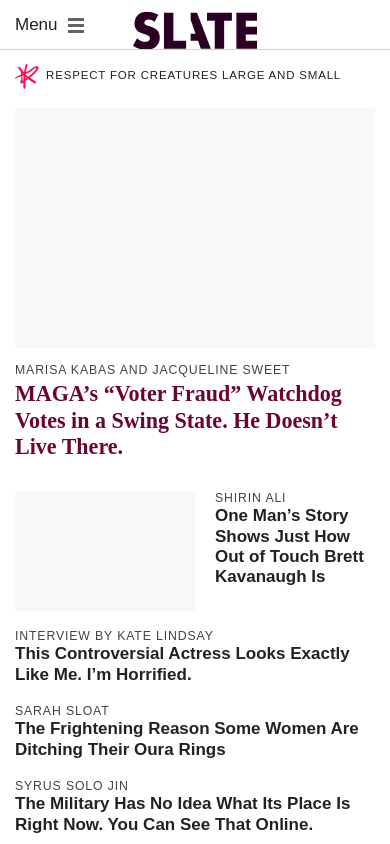 Menu
SLATE
RESPECT FOR CREATURES LARGE AND SMALL
MARISA KABAS AND JACQUELINE SWEET
MAGA’s “Voter Fraud” Watchdog
Votes in a Swing State. He Doesn’t
Live There.
SHIRIN ALI
One Man’s Story
Shows Just How
Out of Touch Brett
Kavanaugh Is
INTERVIEW BY KATE LINDSAY
This Controversial Actress Looks Exactly
Like Me. I’m Horrified.
SARAH SLOAT
The Frightening Reason Some Women Are
Ditching Their Oura Rings
SYRUS SOLO JIN
The Military Has No Idea What Its Place Is
Right Now. You Can See That Online.